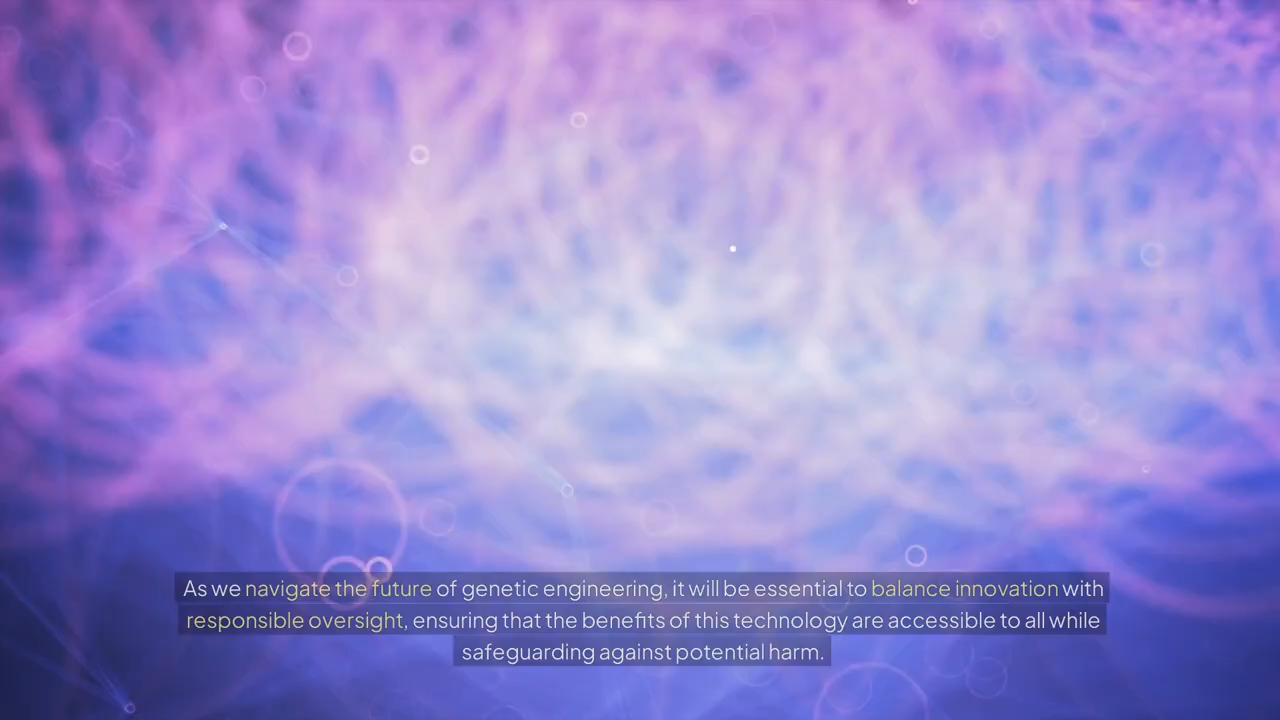 As we navigate the future of genetic engineering, it will be essential to balance innovation with
responsible oversight, ensuring that the benefits of this technology are accessible to all while
safeguarding against potential harm.